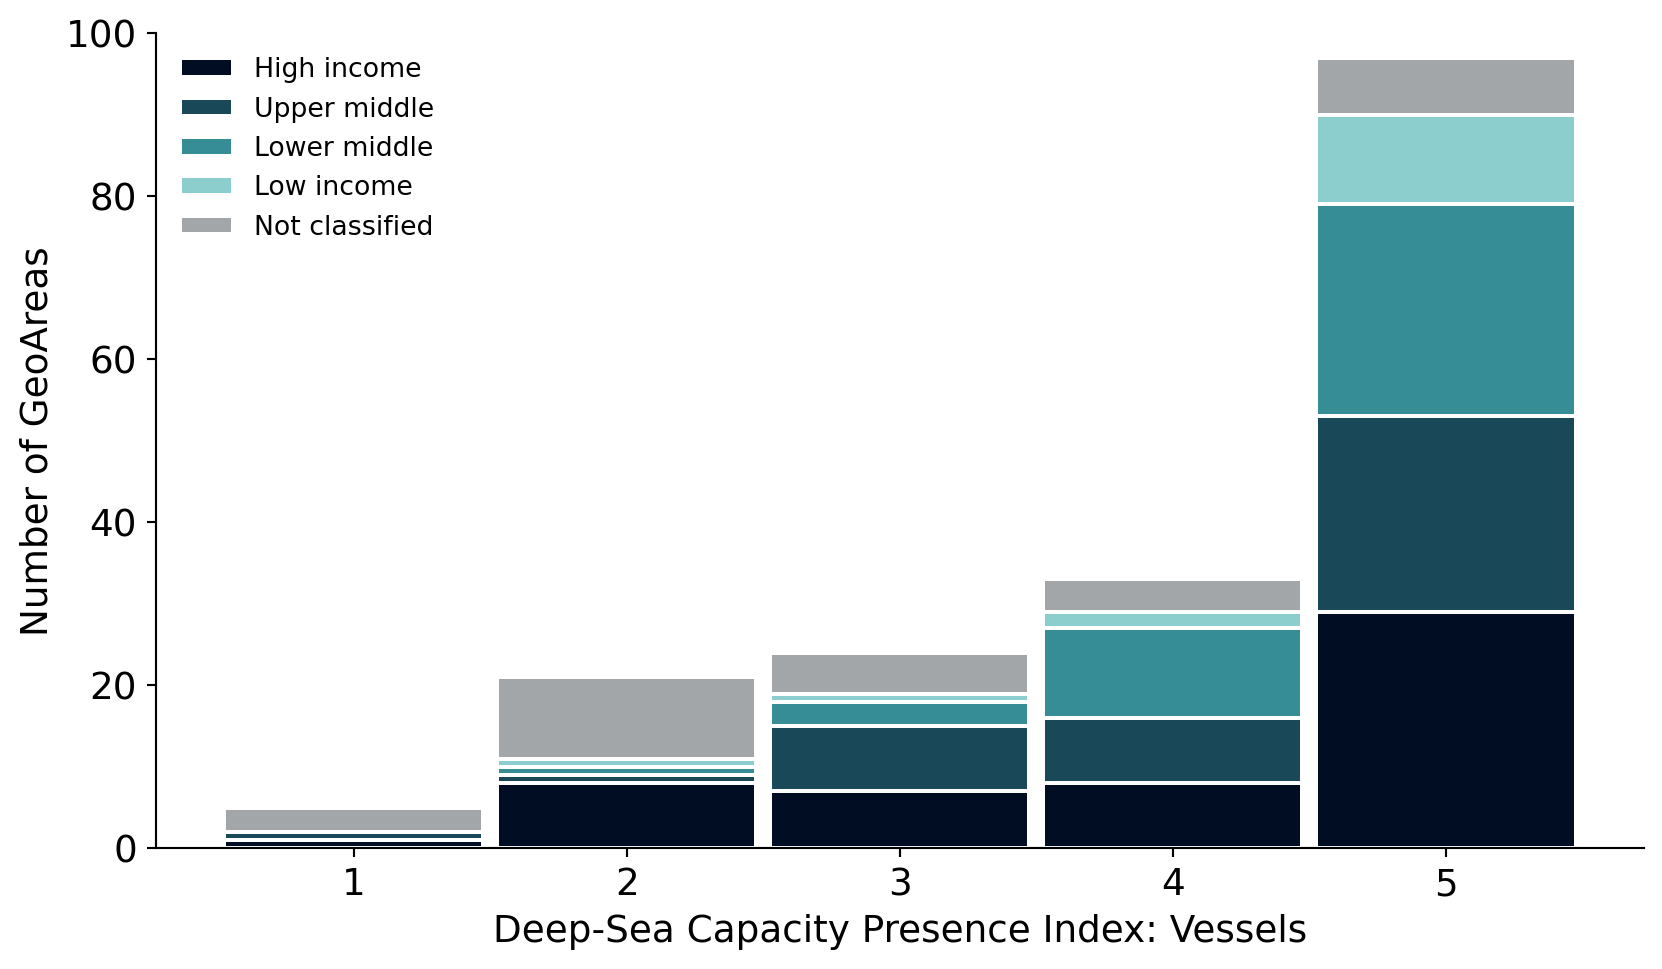 100
80
60
40
20
0
Number of GeoAreas
High income
Upper middle
Lower middle
Low income
Not classified
1 2 3 4 5
Deep-Sea Capacity Presence Index: Vessels